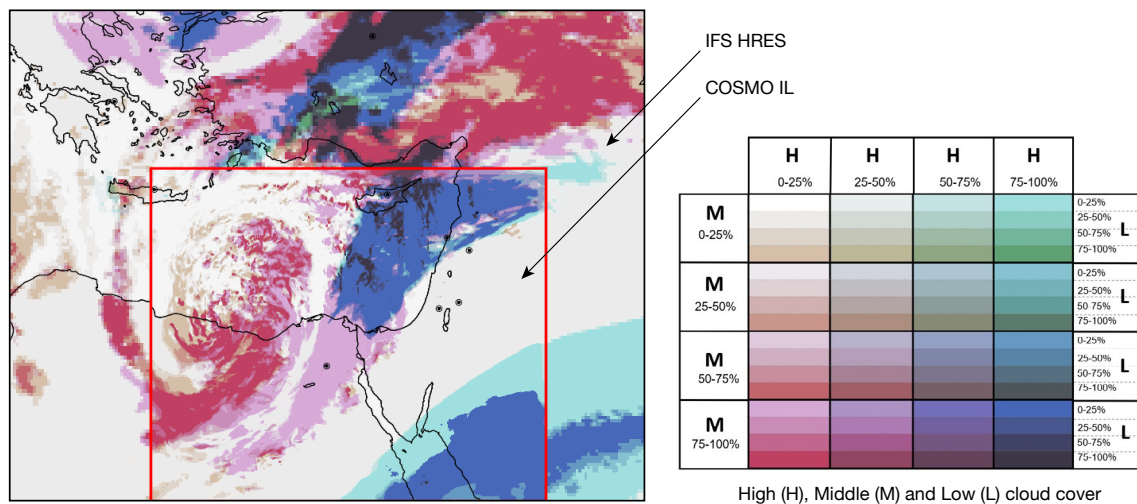 IFS HRES
COSMO IL
H H H H
0-25% 25-50% 50-75% 75-100%
M
0-25%
0-25%
25-50%
50-75%
75-100%
L
M
25-50%
0-25%
25-50%
50-75%
75-100%
L
M
50-75%
0-25%
25-50%
50-75%
75-100%
L
M
75-100%
0-25%
25-50%
50-75%
75-100%
L
High (H), Middle (M) and Low (L) cloud cover